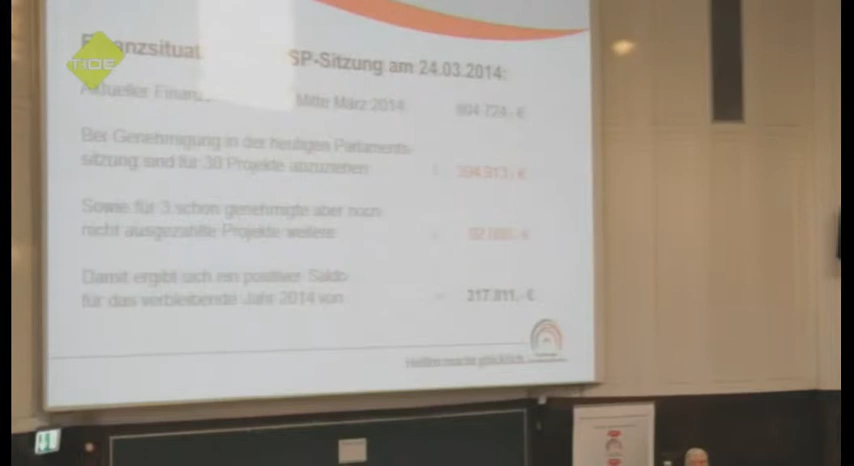 TIDE
SP-Sitzung am 24.03.2014:
Aktueller Mitte März 2014 604.724,- €
Bei Genehmigung in der heutigen Parlaments-
sitzung sind für 30 Projekte abzuziehen
Sowie für 3 schon genehmigte aber noch
nicht ausgezahlte Projekte weitere
Damit ergibt sich ein positiver Saldo
für das verbleibende Jahr 2014 von = 217.811,- €
Helfen macht glücklich